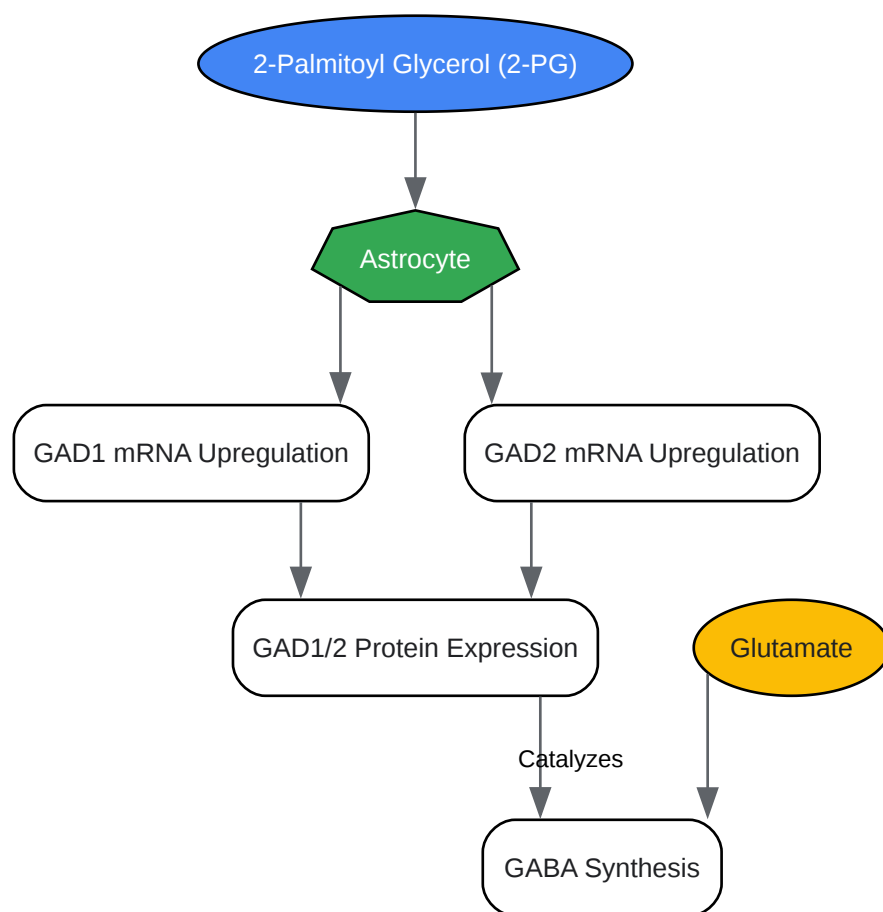 2-Palmitoyl Glycerol (2-PG)
Astrocyte
GAD1 mRNA Upregulation
GAD2 mRNA Upregulation
GAD1/2 Protein Expression
Glutamate
Catalyzes
GABA Synthesis